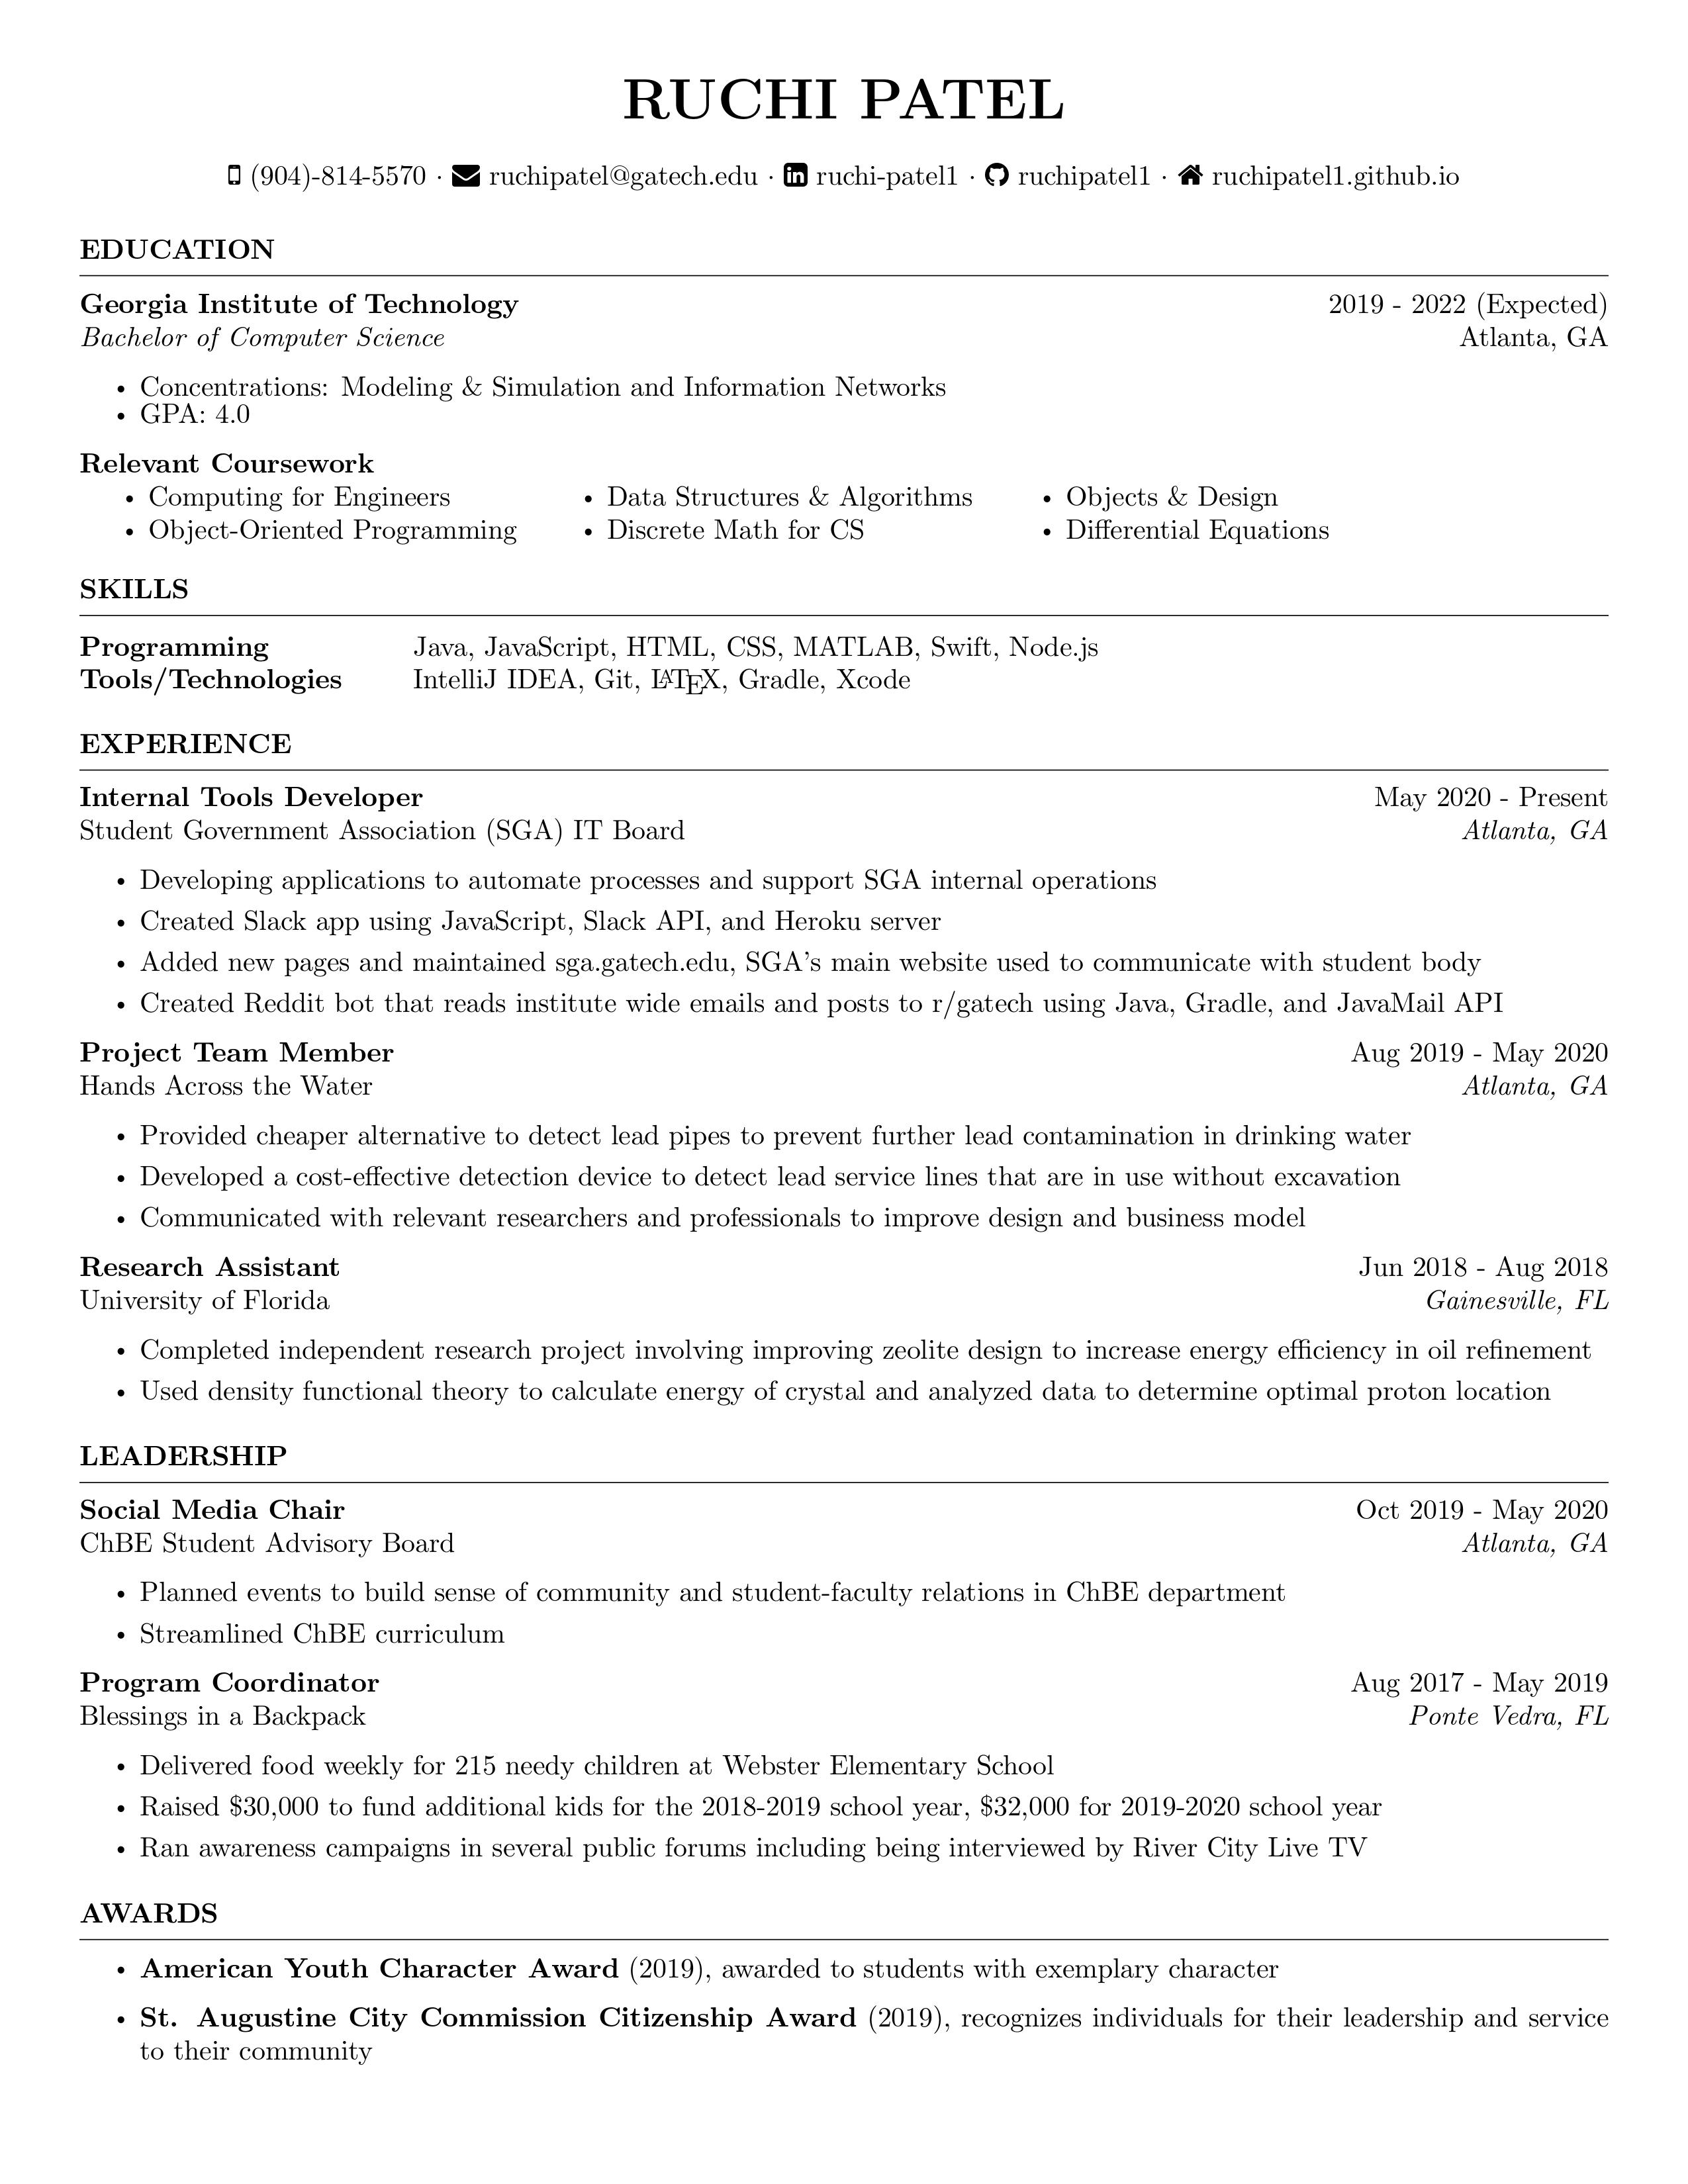 RUCHI PATEL
(904)-814-5570 · ruchipatel@gatech.edu · ruchi-patel1 · ruchipatel1 · ruchipatel1.github.io
EDUCATION
Georgia Institute of Technology 2019 - 2022 (Expected)
Bachelor of Computer Science Atlanta, GA
• Concentrations: Modeling & Simulation and Information Networks
• GPA: 4.0
Relevant Coursework
• Computing for Engineers • Data Structures & Algorithms • Objects & Design
• Object-Oriented Programming • Discrete Math for CS • Differential Equations
SKILLS
Programming Java, JavaScript, HTML, CSS, MATLAB, Swift, Node.js
Tools/Technologies IntelliJ IDEA, Git, LATEX, Gradle, Xcode
EXPERIENCE
Internal Tools Developer May 2020 - Present
Student Government Association (SGA) IT Board Atlanta, GA
• Developing applications to automate processes and support SGA internal operations
• Created Slack app using JavaScript, Slack API, and Heroku server
• Added new pages and maintained sga.gatech.edu, SGA's main website used to communicate with student body
• Created Reddit bot that reads institute wide emails and posts to r/gatech using Java, Gradle, and JavaMail API
Project Team Member Aug 2019 - May 2020
Hands Across the Water Atlanta, GA
• Provided cheaper alternative to detect lead pipes to prevent further lead contamination in drinking water
• Developed a cost-effective detection device to detect lead service lines that are in use without excavation
• Communicated with relevant researchers and professionals to improve design and business model
Research Assistant Jun 2018 - Aug 2018
University of Florida Gainesville, FL
• Completed independent research project involving improving zeolite design to increase energy efficiency in oil refinement
• Used density functional theory to calculate energy of crystal and analyzed data to determine optimal proton location
LEADERSHIP
Social Media Chair Oct 2019 - May 2020
ChBE Student Advisory Board Atlanta, GA
• Planned events to build sense of community and student-faculty relations in ChBE department
• Streamlined ChBE curriculum
Program Coordinator Aug 2017 - May 2019
Blessings in a Backpack Ponte Vedra, FL
• Delivered food weekly for 215 needy children at Webster Elementary School
• Raised $30,000 to fund additional kids for the 2018-2019 school year, $32,000 for 2019-2020 school year
• Ran awareness campaigns in several public forums including being interviewed by River City Live TV
AWARDS
• American Youth Character Award (2019), awarded to students with exemplary character
• St. Augustine City Commission Citizenship Award (2019), recognizes individuals for their leadership and service
to their community